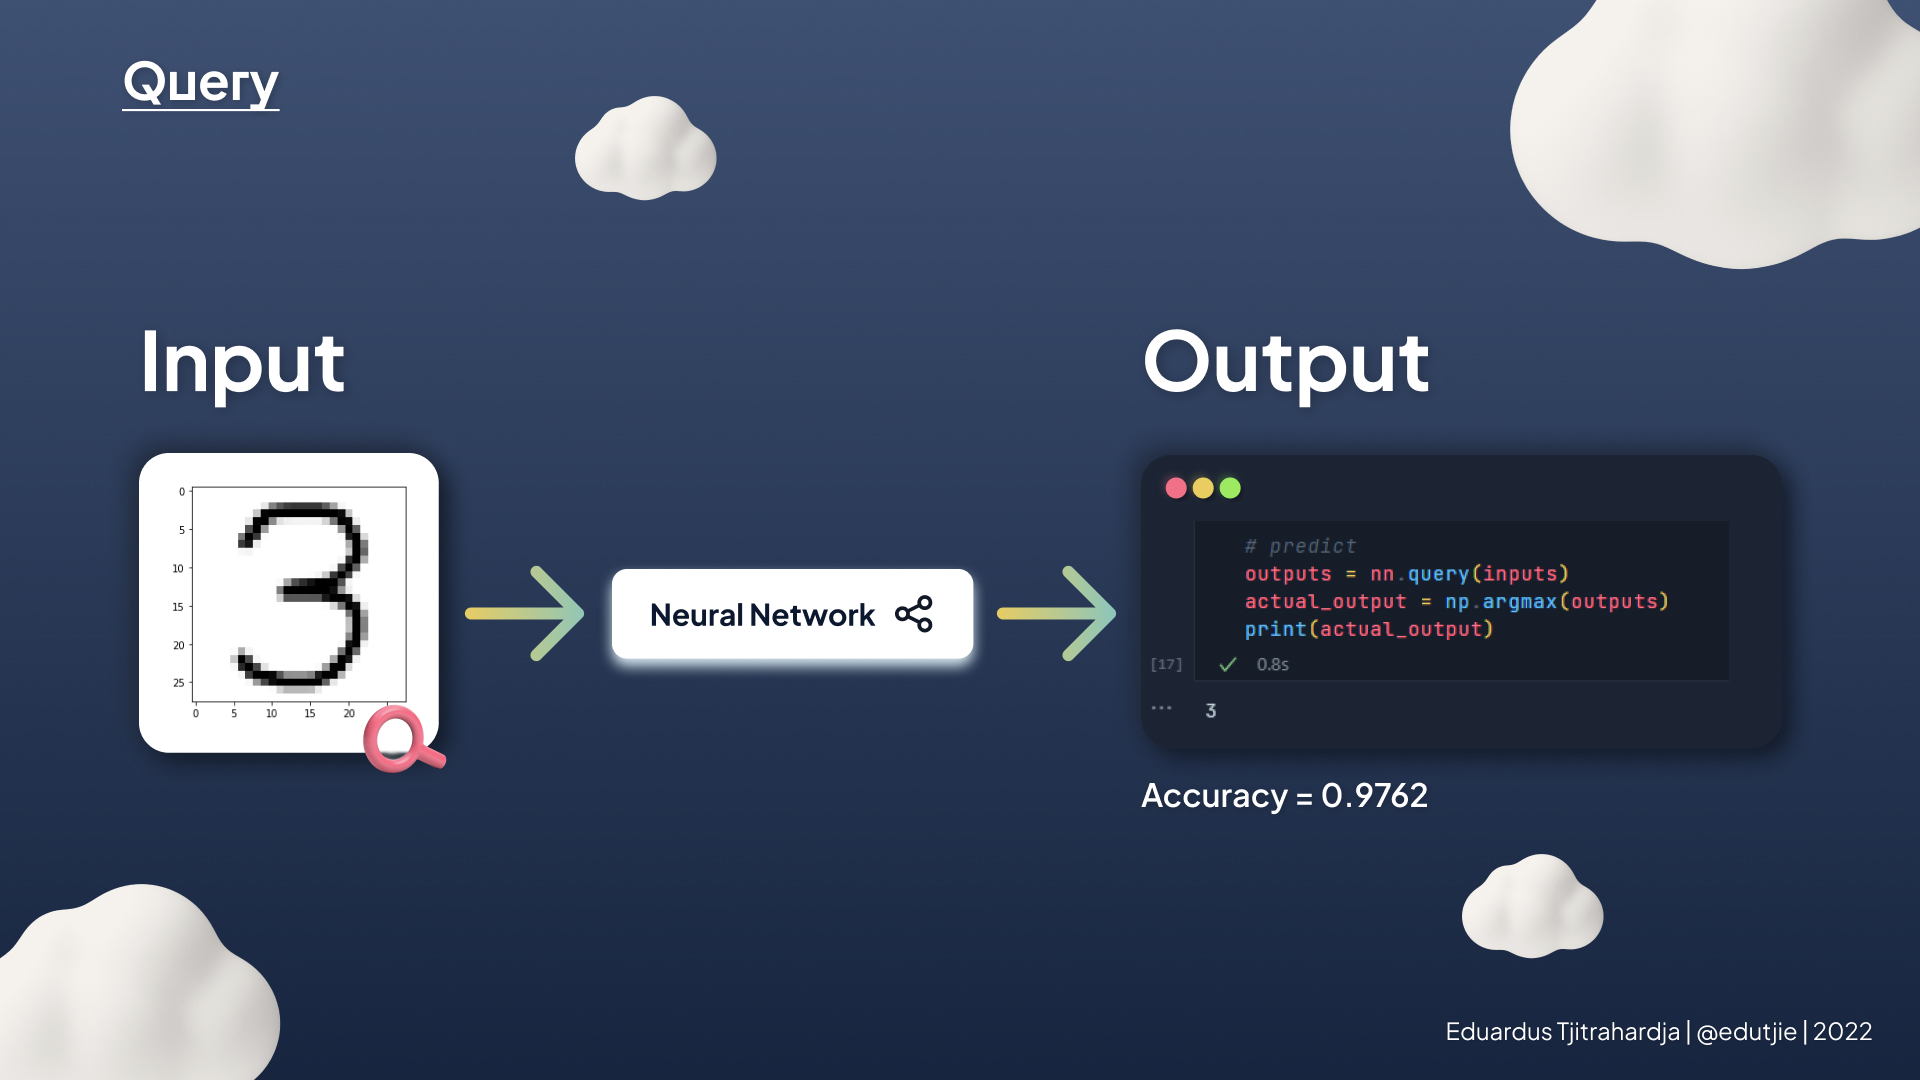 Query
Input
Output
0
5
10
15
20
25
0 5 10 15 20
Neural Network
# predict
outputs = nn.query(inputs)
actual_output = np.argmax(outputs)
print(actual_output)
[17] ✓ 0.8s
... 3
Accuracy = 0.9762
Eduardus Tjitrahardja | @edutjie | 2022